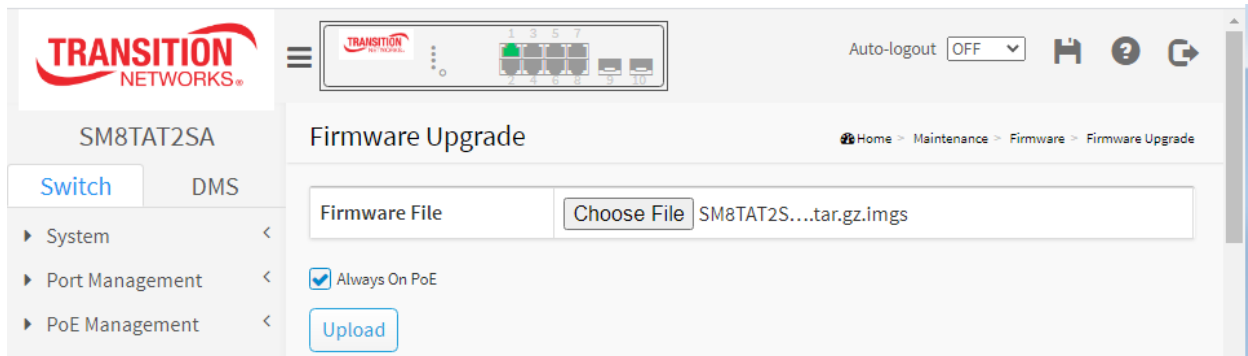 TRANSITION
NETWORKS®
TRANSITION
1 3 5 7
2 4 6 8 9 10
Auto-logout OFF
SM8TAT2SA
Firmware Upgrade
Home > Maintenance > Firmware > Firmware Upgrade
Switch DMS
Firmware File Choose File SM8TAT2S....tar.gz.imgs
System
Port Management
PoE Management
Always On PoE
Upload